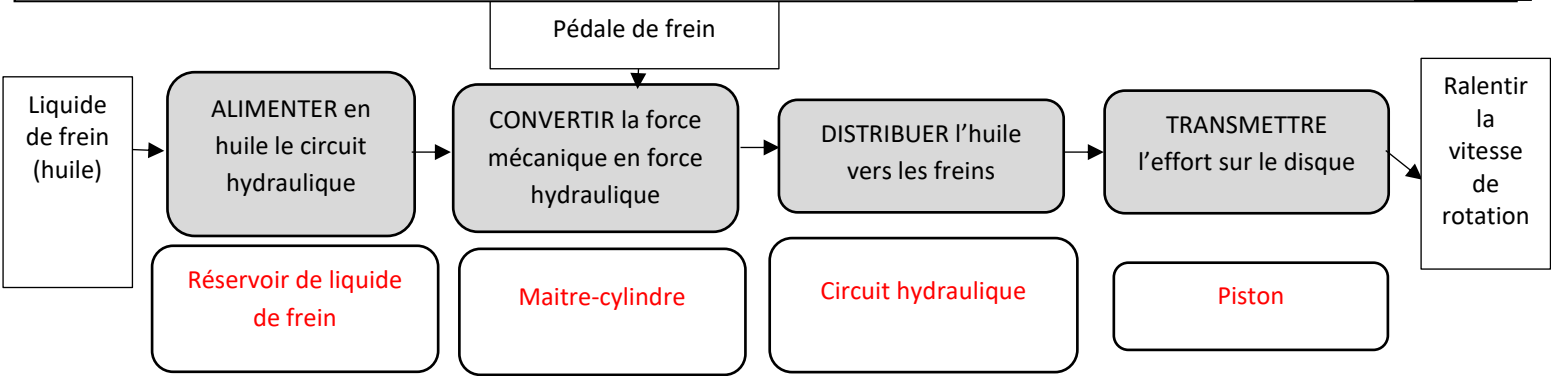 Pédale de frein
Liquide
de frein
(huile)
ALIMENTER en
huile le circuit
hydraulique
CONVERTIR la force
mécanique en force
hydraulique
DISTRIBUER l’huile
vers les freins
TRANSMETTRE
l’effort sur le disque
Ralentir
la
vitesse
de
rotation
Réservoir de liquide
de frein
Maitre-cylindre
Circuit hydraulique
Piston